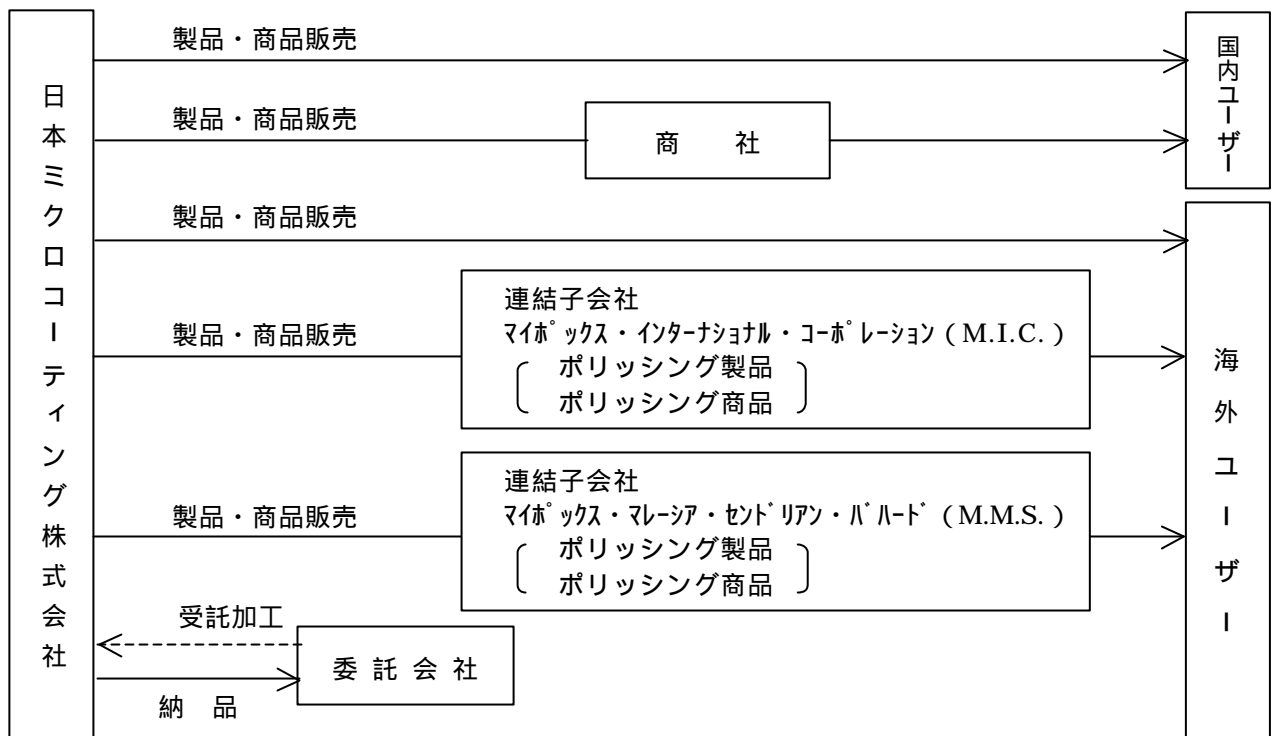 日本ミクロコーティング株式会社
製品・商品販売
国内ユーザー
製品・商品販売
商 社
製品・商品販売
海外ユーザー
製品・商品販売
連結子会社
ﾏｲﾎﾟｯｸｽ・ｲﾝﾀｰﾅｼｮﾅﾙ・ｺｰﾎﾟﾚｰｼｮﾝ（M.I.C.）
ポリッシング製品
ポリッシング商品
製品・商品販売
連結子会社
ﾏｲﾎﾟｯｸｽ・ﾏﾚｰｼｱ・ｾﾝﾄﾞﾘｱﾝ・ﾊﾞﾊｰﾄﾞ（M.M.S.）
ポリッシング製品
ポリッシング商品
受託加工
委 託 会 社
納 品